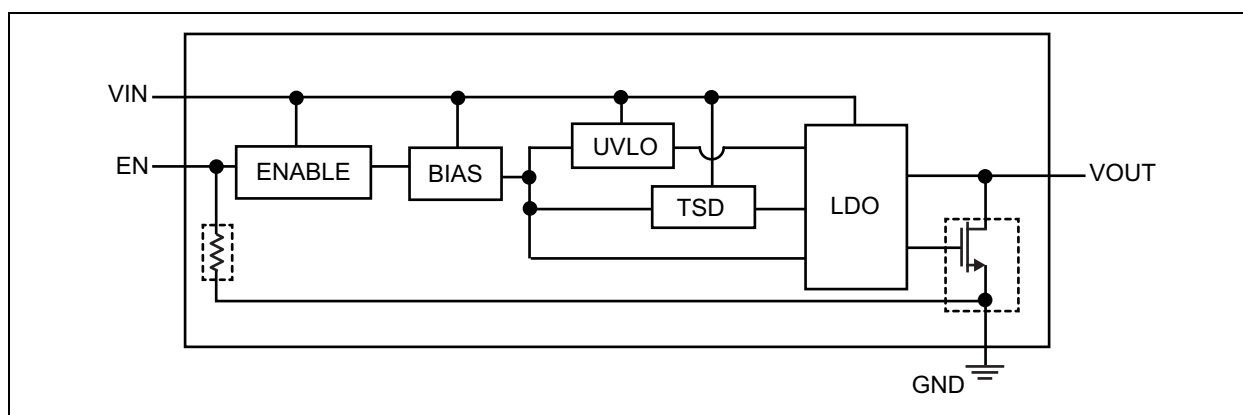 VIN
EN
ENABLE
BIAS
UVLO
TSD
LDO
VOUT
GND